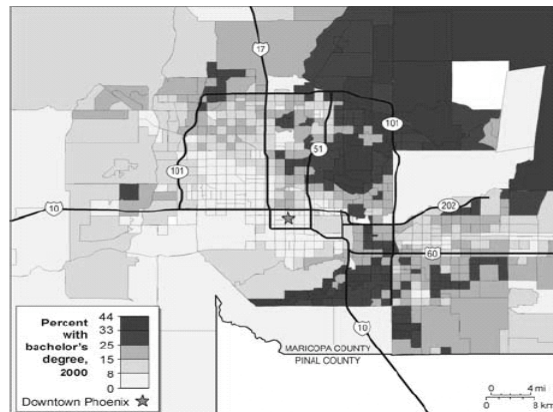 17
101
51
101
10
202
60
10
Percent
with
bachelor's
degree,
2000
44
33
25
15
8
0
Downtown Phoenix
MARICOPA COUNTY
PINAL COUNTY
0 4 mi
0 8 km